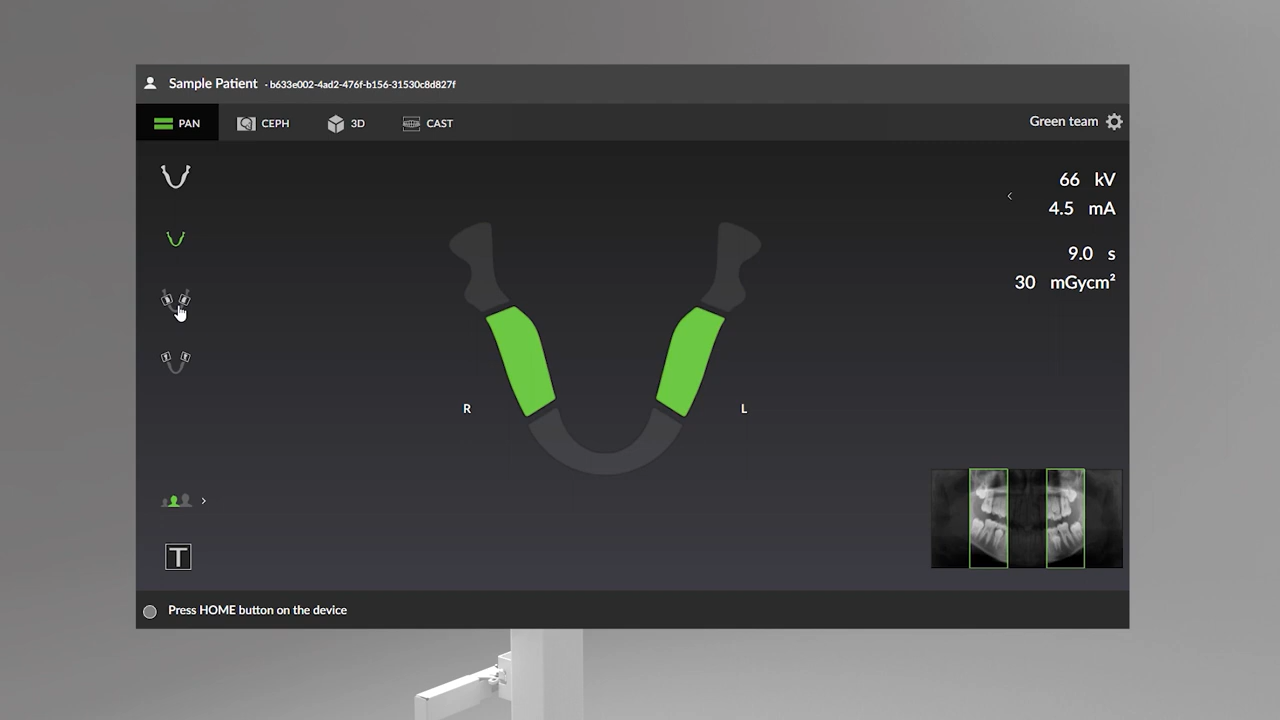 Sample Patient - b633e002-4ad2-476f-b156-31530c8d827f
PAN CEPH 3D CAST Green team
66 kV
4.5 mA
9.0 s
30 mGycm²
R L
T
Press HOME button on the device